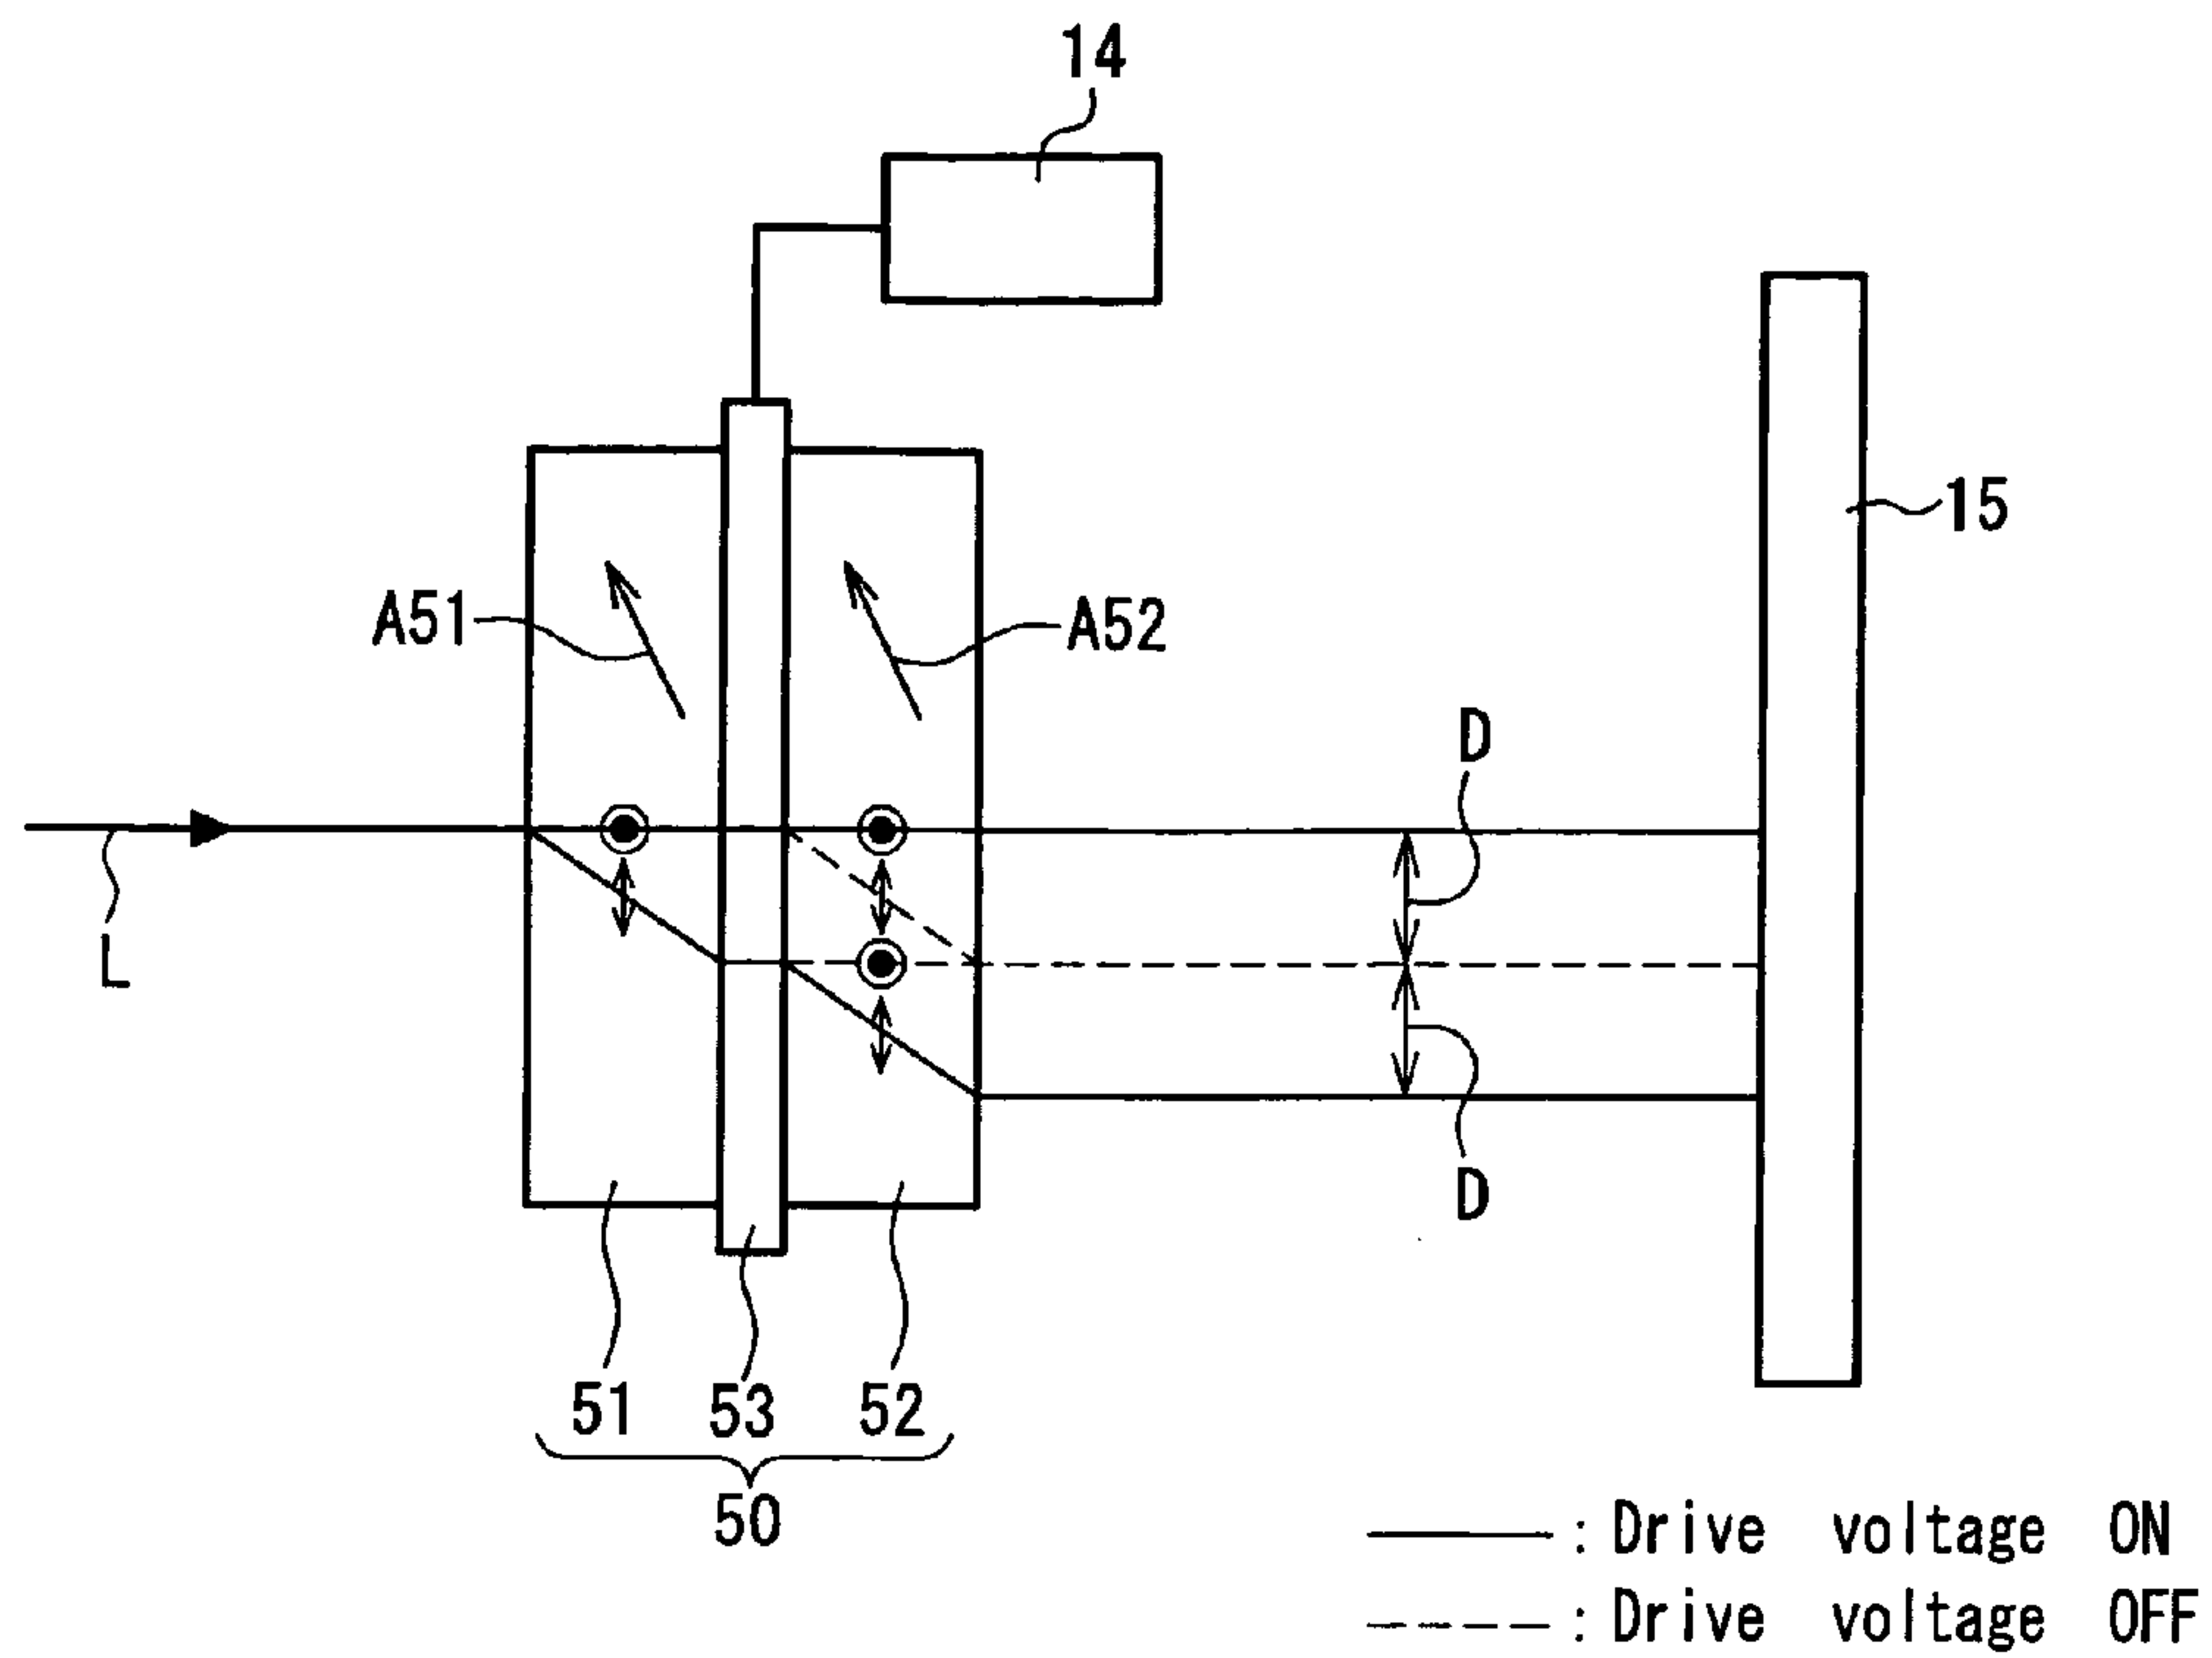 14
15
A51
A52
D
L
D
51 53 52
50
: Drive voltage ON
: Drive voltage OFF